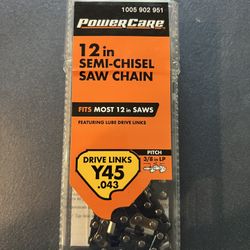 1005 902 951
POWERCARE
12 in
SEMI-CHISEL
SAW CHAIN
FITS MOST 12 in SAWS
FEATURING LUBE DRIVE LINKS
PITCH
3/8 in LP
DRIVE LINKS
Y45
.043